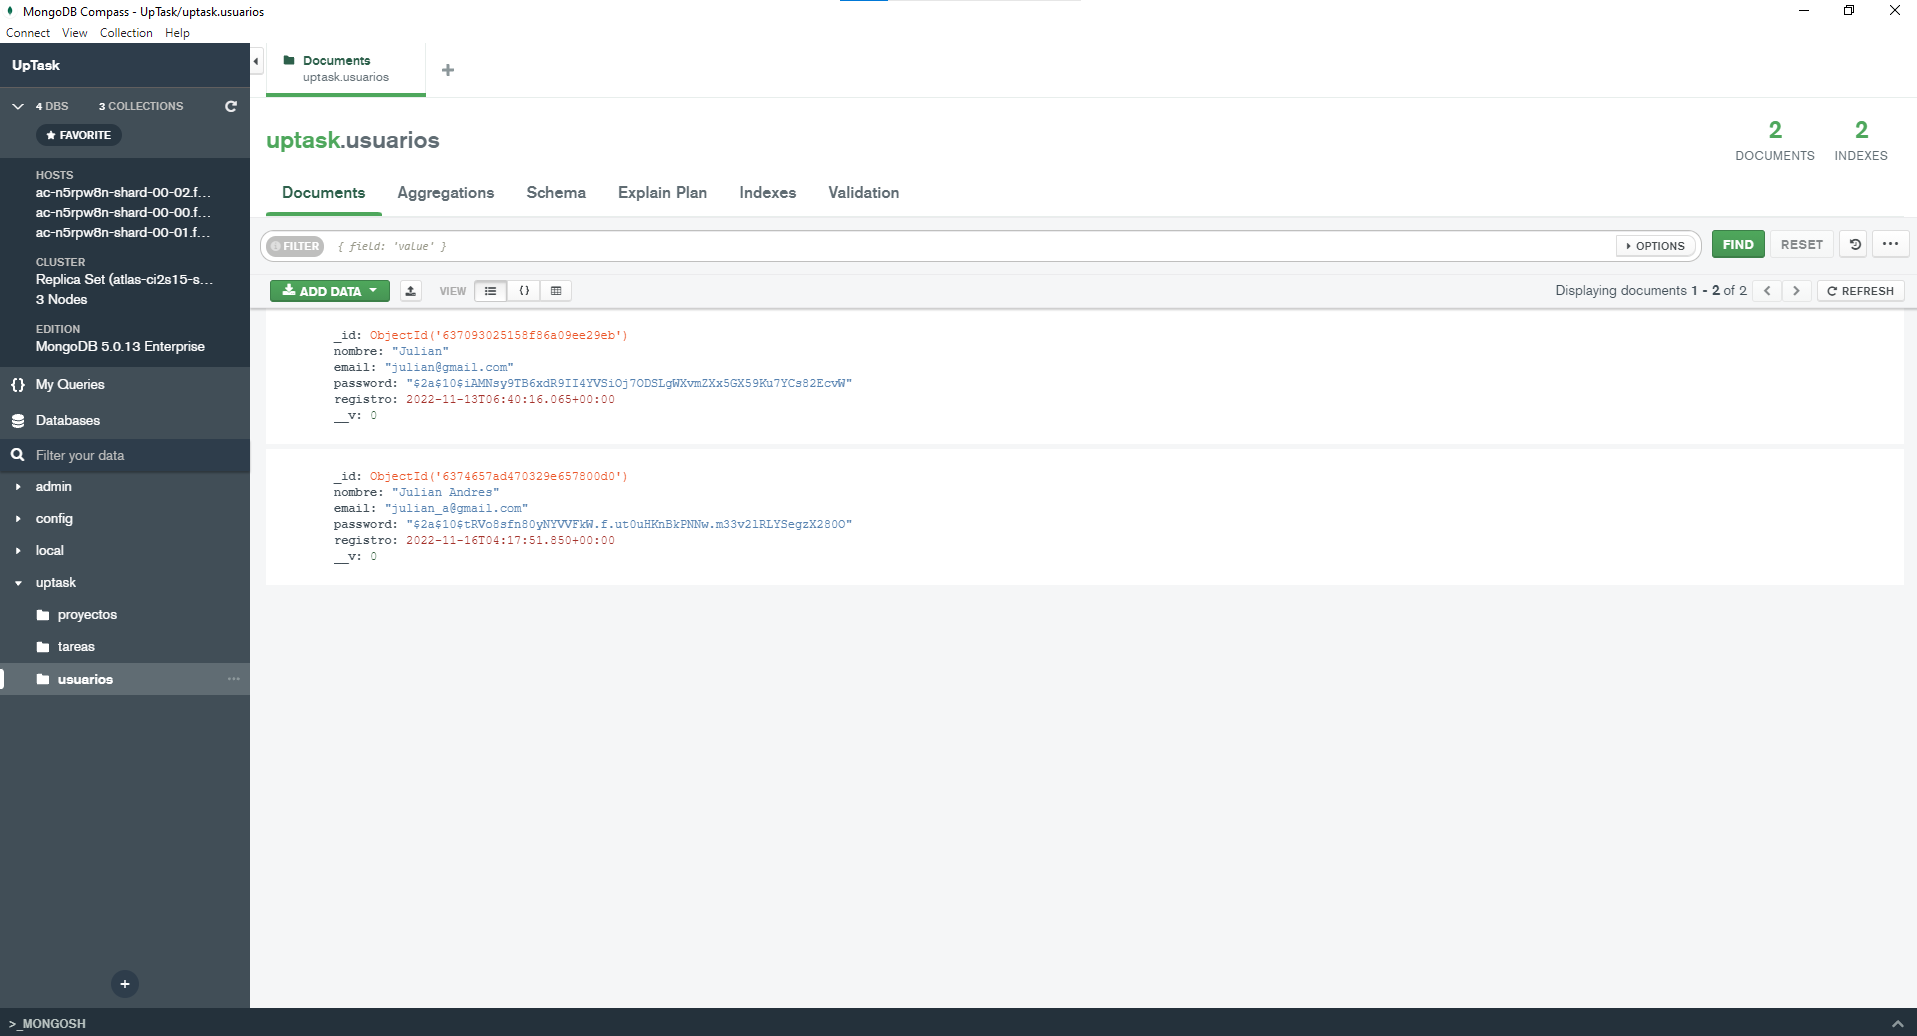 MongoDB Compass - UpTask/uptask.usuarios
Connect View Collection Help
UpTask
4 DBS 3 COLLECTIONS
FAVORITE
HOSTS
ac-n5rpw8n-shard-00-02.f...
ac-n5rpw8n-shard-00-00.f...
ac-n5rpw8n-shard-00-01.f...
CLUSTER
Replica Set (atlas-ci2s15-s...
3 Nodes
EDITION
MongoDB 5.0.13 Enterprise
{} My Queries
Databases
Filter your data
admin
config
local
uptask
proyectos
tareas
usuarios
Documents
uptask.usuarios
uptask.usuarios
2 DOCUMENTS
2 INDEXES
Documents Aggregations Schema Explain Plan Indexes Validation
FILTER { field: 'value' } OPTIONS FIND RESET
ADD DATA VIEW {} Displaying documents 1 - 2 of 2 REFRESH
_id: ObjectId('637093025158f86a09ee29eb')
nombre: "Julian"
email: "julian@gmail.com"
password: "$2a$10$iAMNsy9TB6xdR9II4YVSiOj7ODSLgWXvmZXx5GX59Ku7YCs82EcvW"
registro: 2022-11-13T06:40:16.065+00:00
__v: 0
_id: ObjectId('6374657ad470329e657800d0')
nombre: "Julian Andres"
email: "julian_a@gmail.com"
password: "$2a$10$tRVo8sfn80yNYVVFkW.f.ut0uHKnBkPNNw.m33v2lRLYSegzX280O"
registro: 2022-11-16T04:17:51.850+00:00
__v: 0
>_MONGOSH